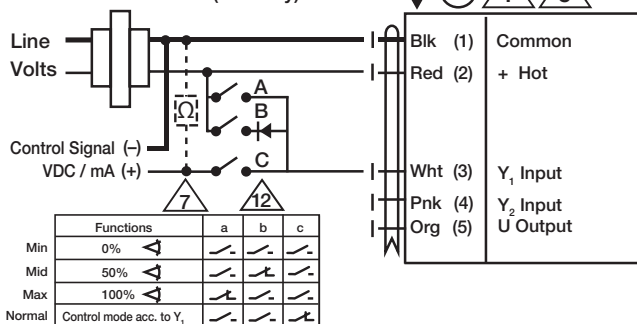 Line
Volts
Control Signal (–)
VDC / mA (+)
Ω
A
B
C
7
12
Blk (1) Common
Red (2) + Hot
Wht (3) Y1 Input
Pnk (4) Y2 Input
Org (5) U Output
Functions a b c
Min 0%
Mid 50%
Max 100%
Normal Control mode acc. to Y1